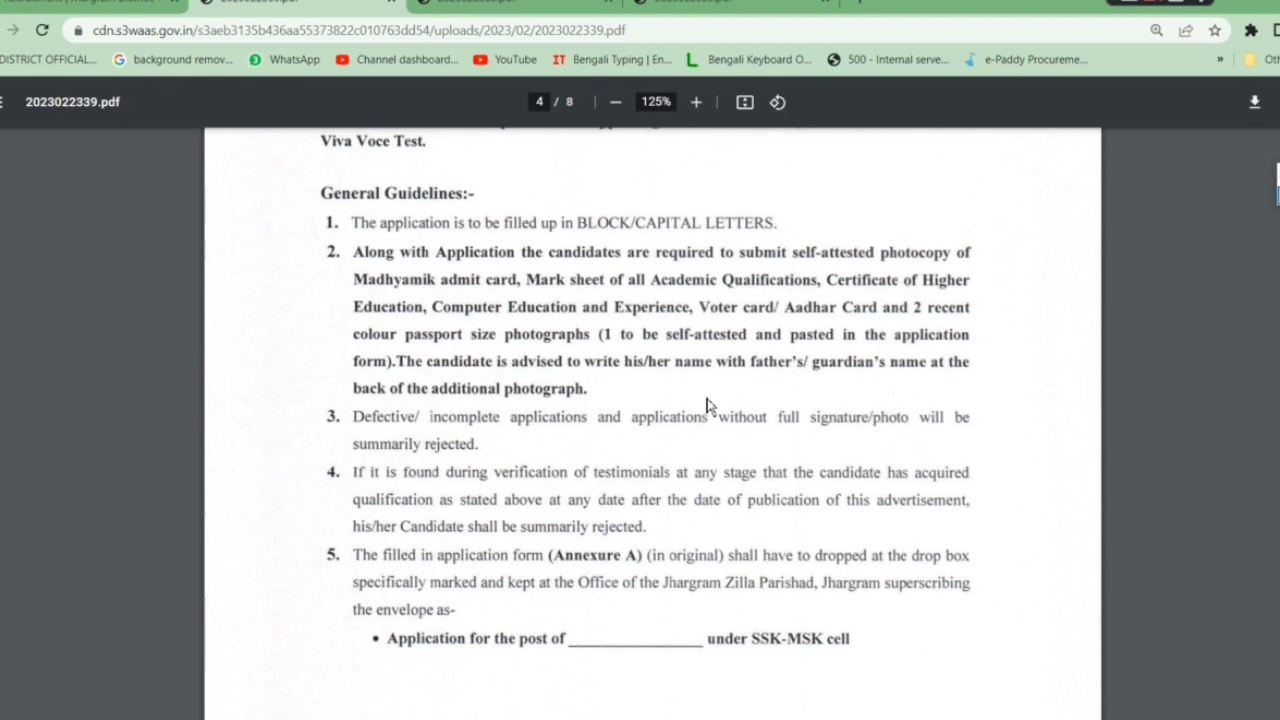 2023022339.pdf
cdn.s3waas.gov.in/s3aeb3135b436aa55373822c010763dd54/uploads/2023/02/2023022339.pdf
DISTRICT OFFICIAL... background remov... WhatsApp Channel dashboard... YouTube IT Bengali Typing | En... L Bengali Keyboard O... 500 - Internal serve... e-Paddy Procureme... » Oth
2023022339.pdf 4 / 8 125%
Viva Voce Test.
General Guidelines:-
1. The application is to be filled up in BLOCK/CAPITAL LETTERS.
2. Along with Application the candidates are required to submit self-attested photocopy of
Madhyamik admit card, Mark sheet of all Academic Qualifications, Certificate of Higher
Education, Computer Education and Experience, Voter card/ Aadhar Card and 2 recent
colour passport size photographs (1 to be self-attested and pasted in the application
form).The candidate is advised to write his/her name with father's/ guardian's name at the
back of the additional photograph.
3. Defective/ incomplete applications and applications without full signature/photo will be
summarily rejected.
4. If it is found during verification of testimonials at any stage that the candidate has acquired
qualification as stated above at any date after the date of publication of this advertisement,
his/her Candidate shall be summarily rejected.
5. The filled in application form (Annexure A) (in original) shall have to dropped at the drop box
specifically marked and kept at the Office of the Jhargram Zilla Parishad, Jhargram superscribing
the envelope as-
• Application for the post of ________________ under SSK-MSK cell